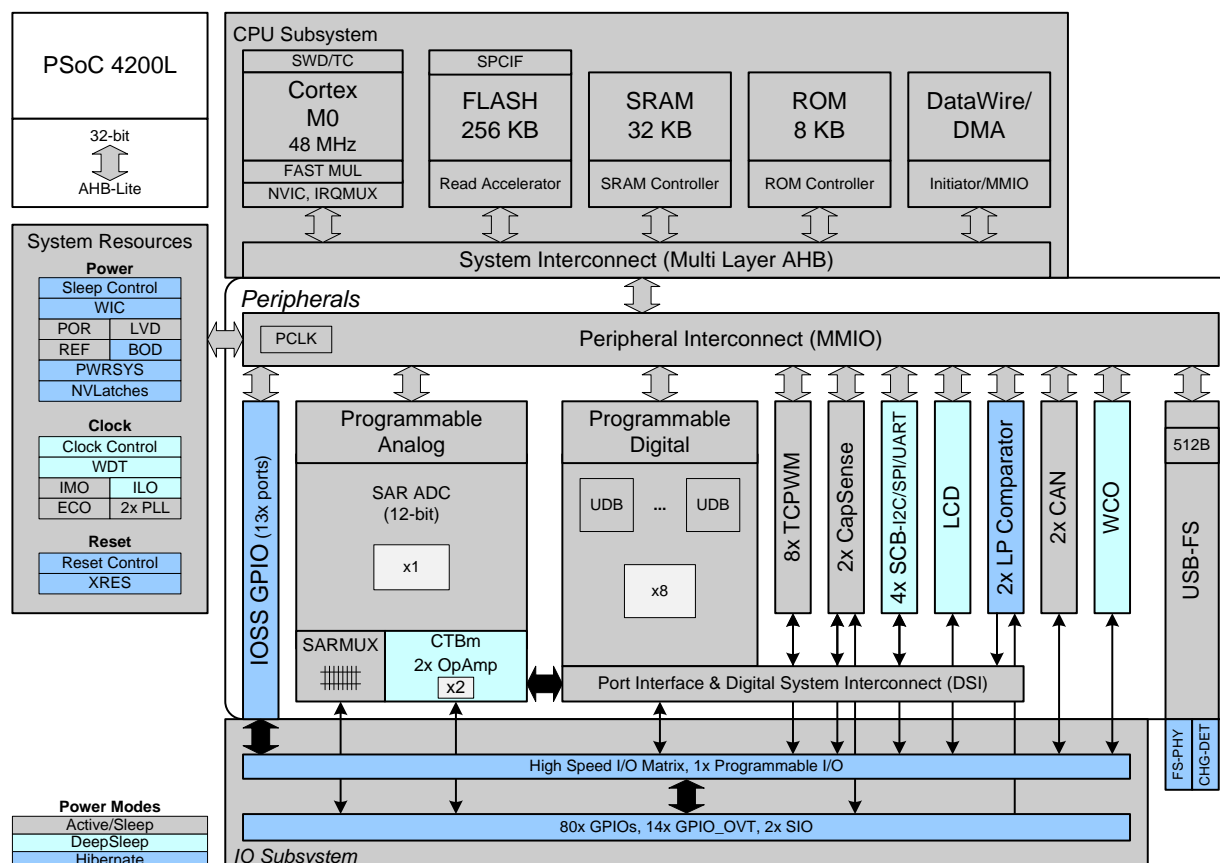 PSoC 4200L
32-bit
AHB-Lite
CPU Subsystem
SWD/TC
Cortex
M0
48 MHz
FAST MUL
NVIC, IRQMUX
SPCIF
FLASH
256 KB
Read Accelerator
SRAM
32 KB
SRAM Controller
ROM
8 KB
ROM Controller
DataWire/
DMA
Initiator/MMIO
System Interconnect (Multi Layer AHB)
System Resources
Power
Sleep Control
WIC
POR LVD
REF BOD
PWRSYS
NVLatches
Clock
Clock Control
WDT
IMO ILO
ECO 2x PLL
Reset
Reset Control
XRES
Peripherals
PCLK
Peripheral Interconnect (MMIO)
IOSS GPIO (13x ports)
Programmable
Analog
SAR ADC
(12-bit)
x1
SARMUX
CTBm
2x OpAmp
x2
Programmable
Digital
UDB ... UDB
x8
8x TCPWM
2x CapSense
4x SCB-I2C/SPI/UART
LCD
2x LP Comparator
2x CAN
WCO
512B
USB-FS
Port Interface & Digital System Interconnect (DSI)
FS-PHY
CHG-DET
High Speed I/O Matrix, 1x Programmable I/O
80x GPIOs, 14x GPIO_OVT, 2x SIO
IO Subsystem
Power Modes
Active/Sleep
DeepSleep
Hibernate